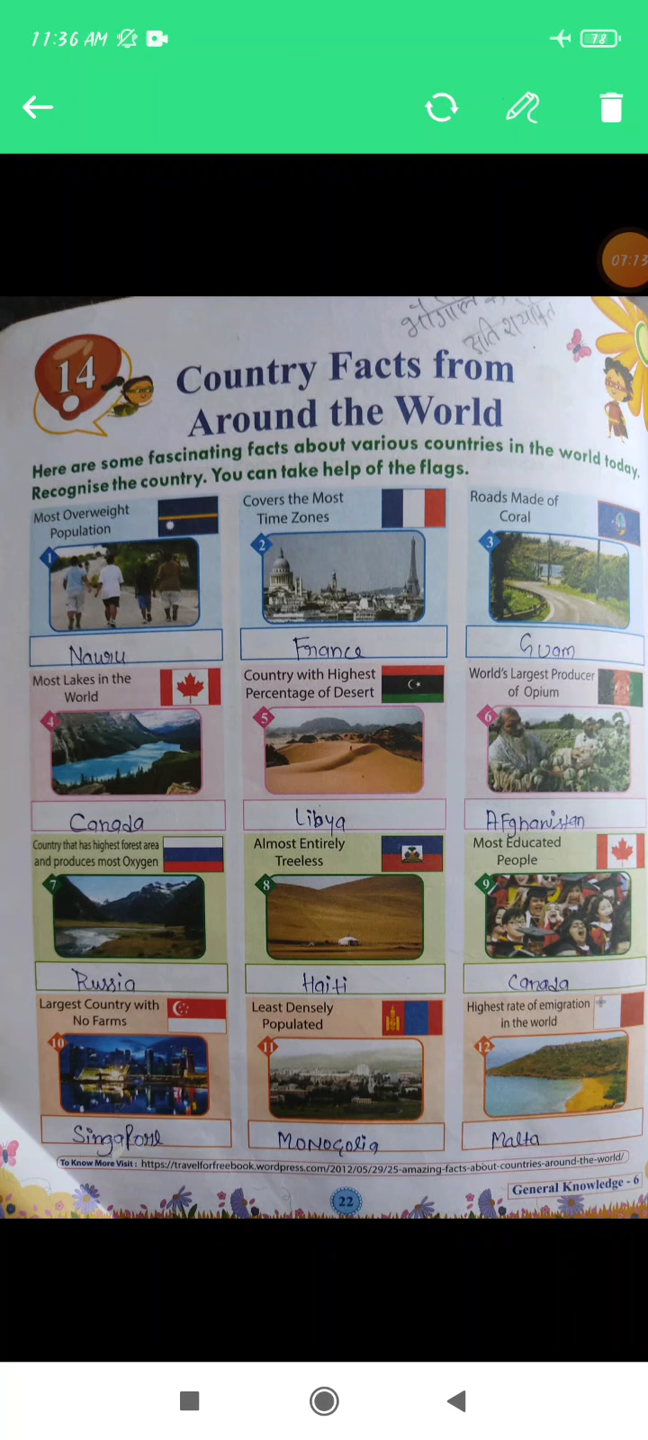 11:36 AM
78
07:13
भौगोल
14
Country Facts from
Around the World
Here are some fascinating facts about various countries in the world today.
Recognise the country. You can take help of the flags.
Most Overweight
Population
1
Nauru
Covers the Most
Time Zones
2
France
Roads Made of
Coral
3
Guam
Most Lakes in the
World
4
Canada
Country with Highest
Percentage of Desert
5
Libya
World's Largest Producer
of Opium
6
Afghanistan
Country that has highest forest area
and produces most Oxygen
7
Russia
Almost Entirely
Treeless
8
Haiti
Most Educated
People
9
Canada
Largest Country with
No Farms
10
Singapore
Least Densely
Populated
11
MONOGolia
Highest rate of emigration
in the world
12
Malta
To Know More Visit : https://travelforfreebook.wordpress.com/2012/05/29/25-amazing-facts-about-countries-around-the-world/
General Knowledge - 6
22